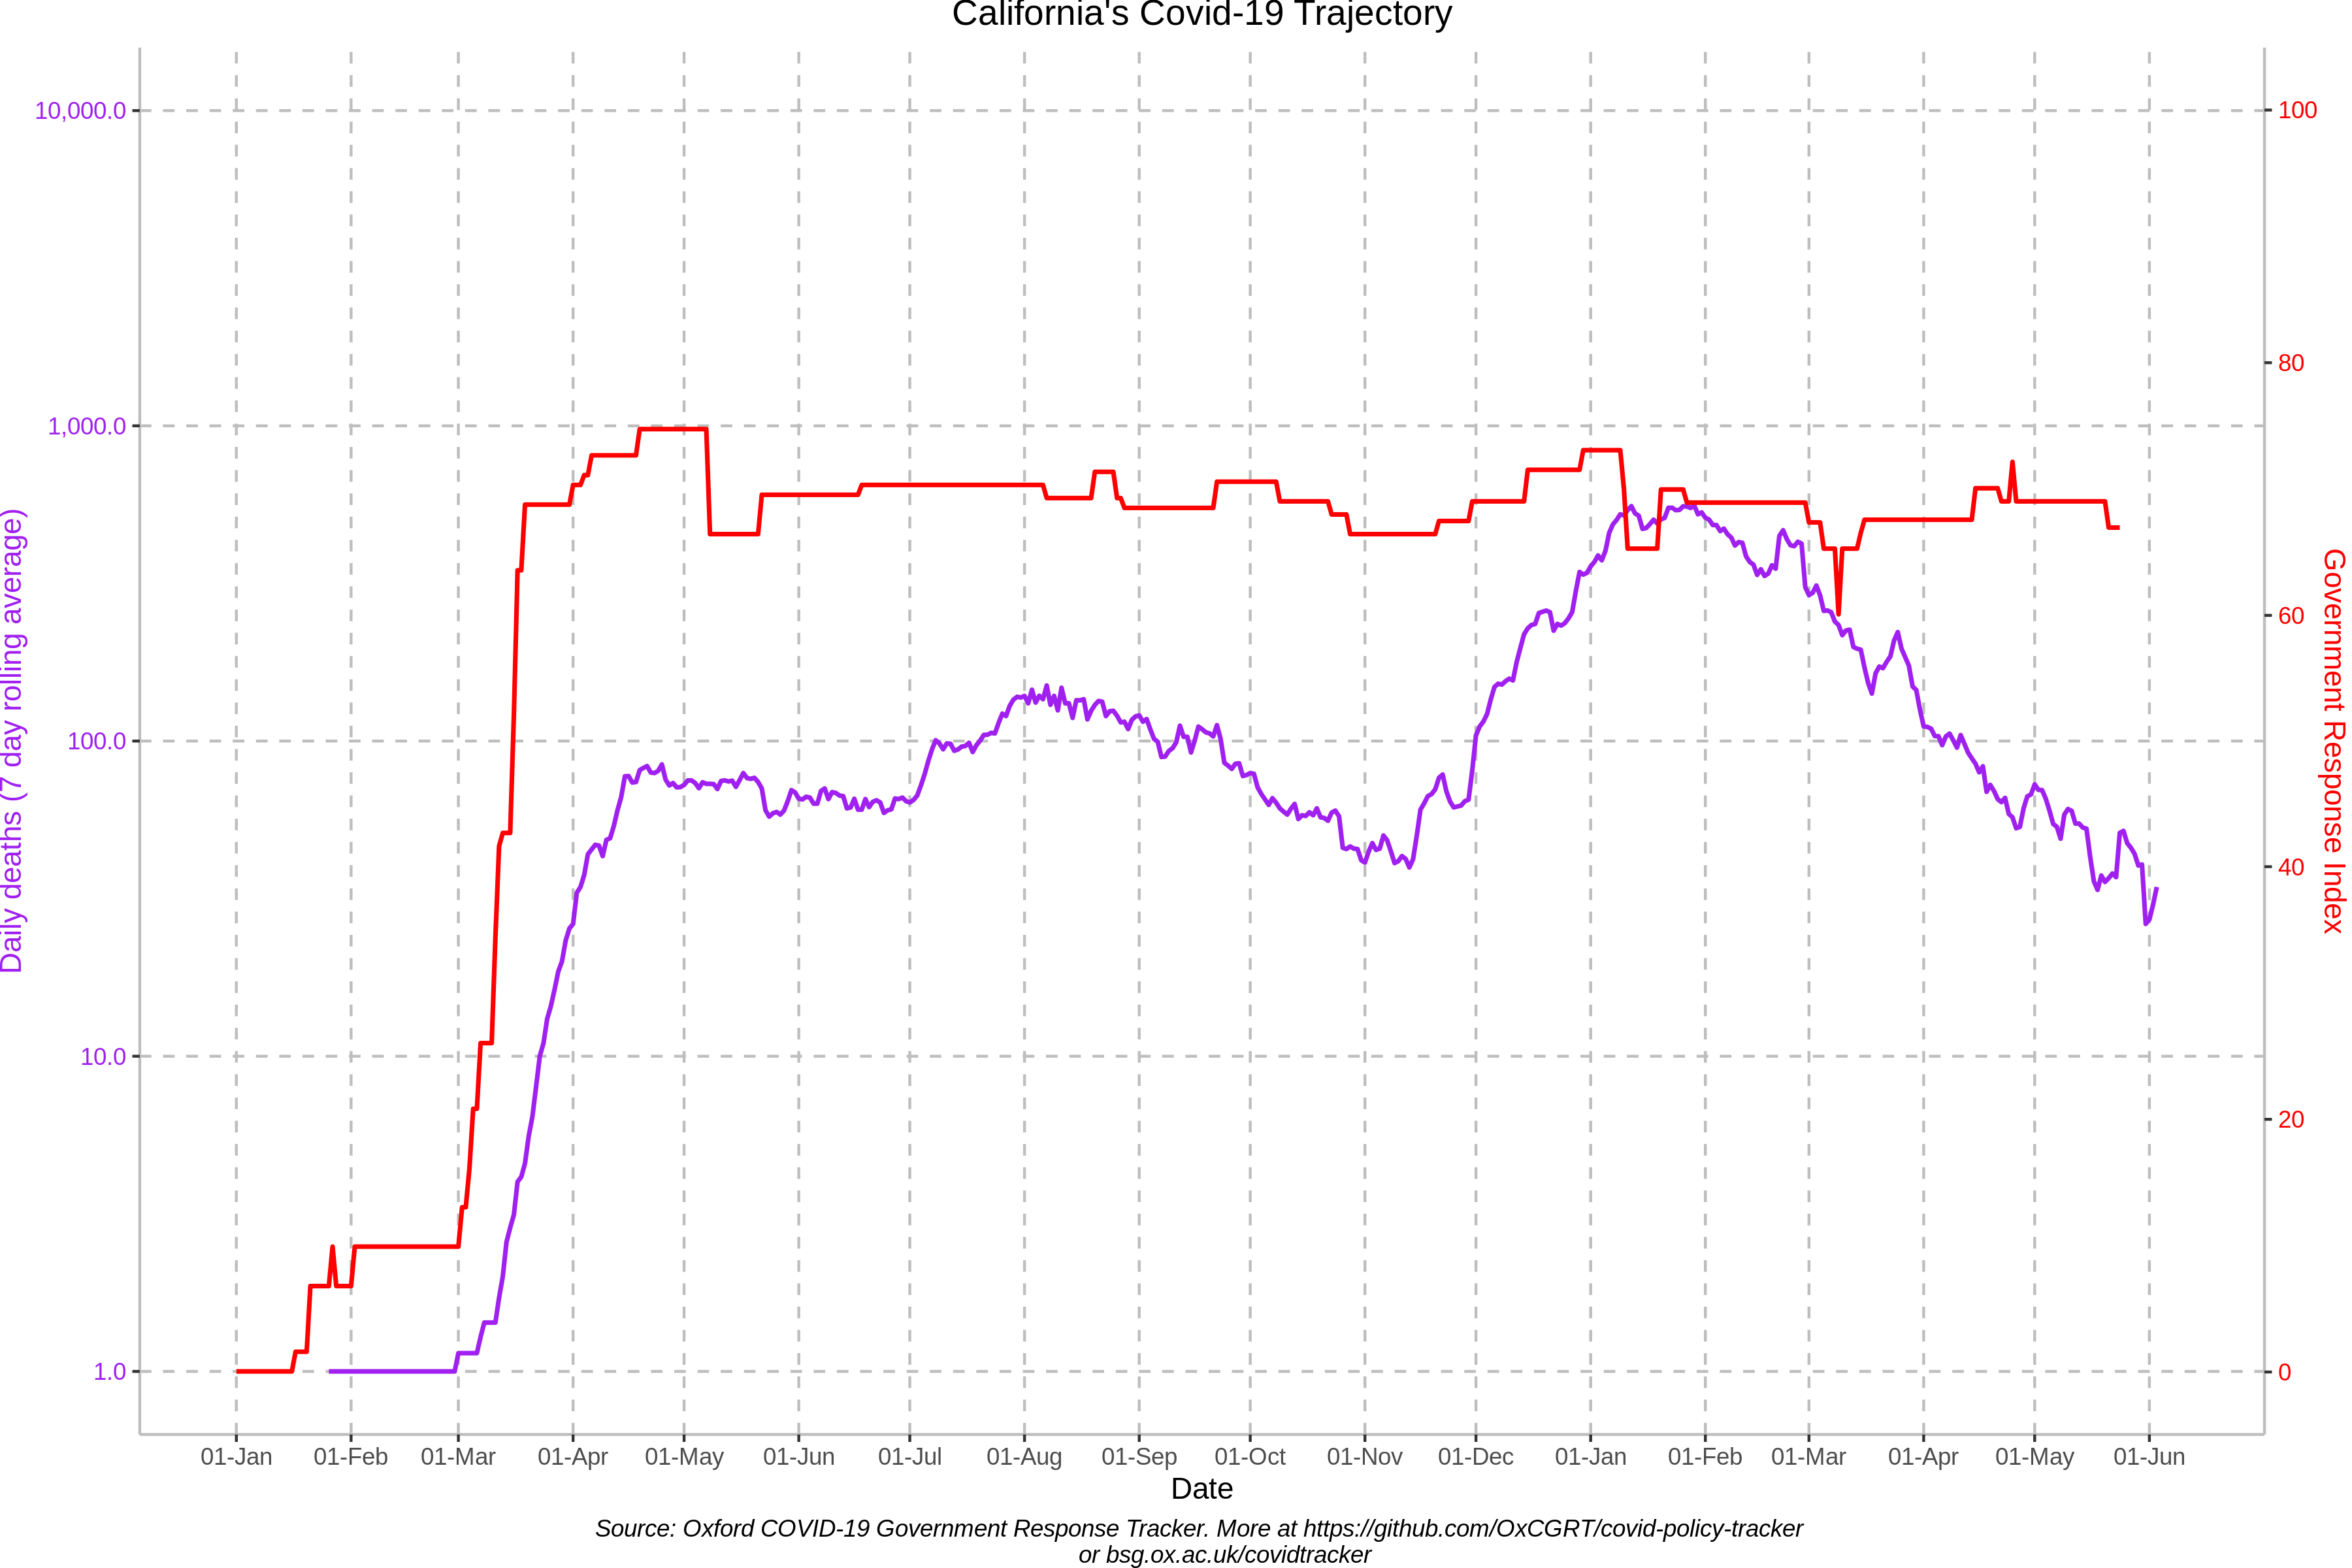 California's Covid-19 Trajectory
10,000.0
1,000.0
100.0
10.0
1.0
Daily deaths (7 day rolling average)
100
80
60
40
20
0
Government Response Index
01-Jan 01-Feb 01-Mar 01-Apr 01-May 01-Jun 01-Jul 01-Aug 01-Sep 01-Oct 01-Nov 01-Dec 01-Jan 01-Feb 01-Mar 01-Apr 01-May 01-Jun
Date
Source: Oxford COVID-19 Government Response Tracker. More at https://github.com/OxCGRT/covid-policy-tracker
or bsg.ox.ac.uk/covidtracker